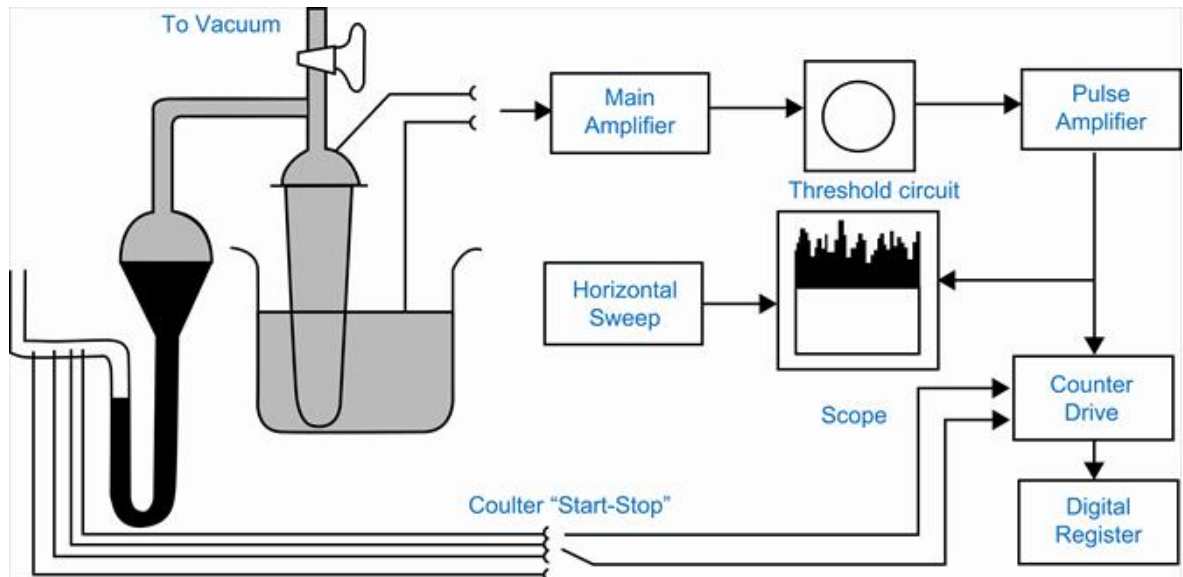 To Vacuum
Main
Amplifier
Pulse
Amplifier
Threshold circuit
Horizontal
Sweep
Counter
Drive
Scope
Coulter “Start-Stop”
Digital
Register